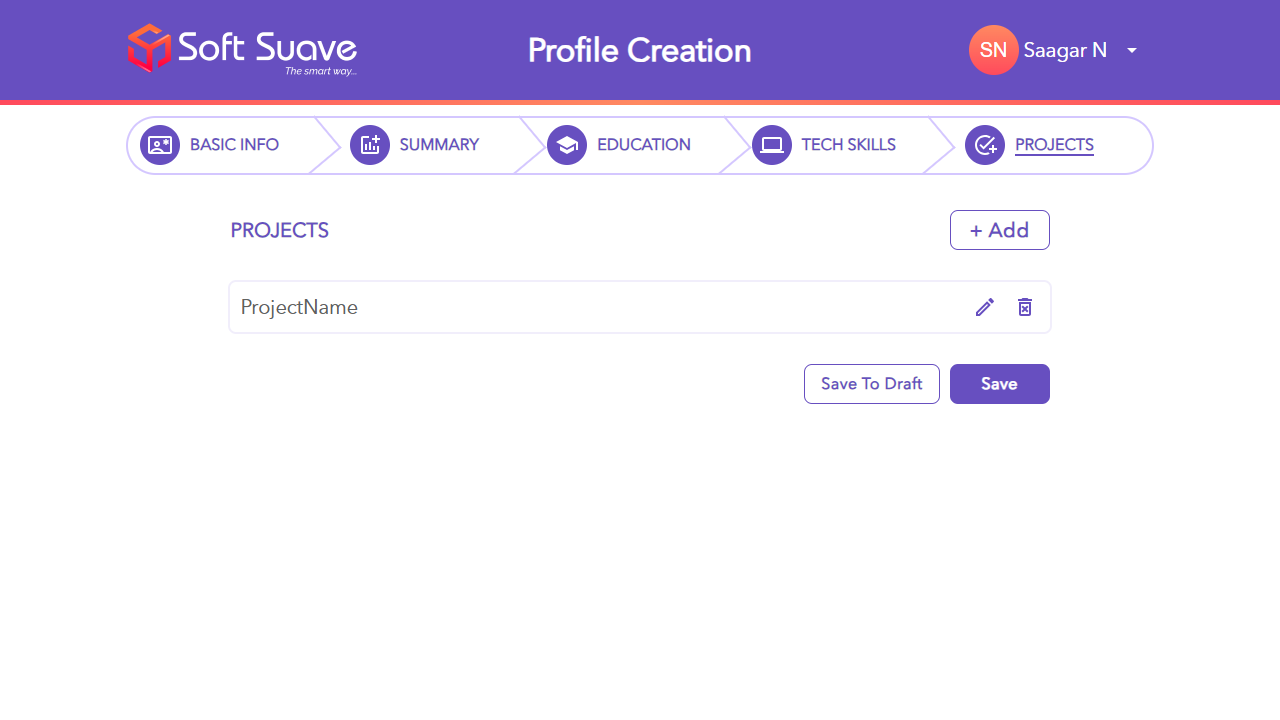 Soft Suave
The smart way...
Profile Creation
SN
Saagar N
BASIC INFO
SUMMARY
EDUCATION
TECH SKILLS
PROJECTS
PROJECTS
+ Add
ProjectName
Save To Draft
Save